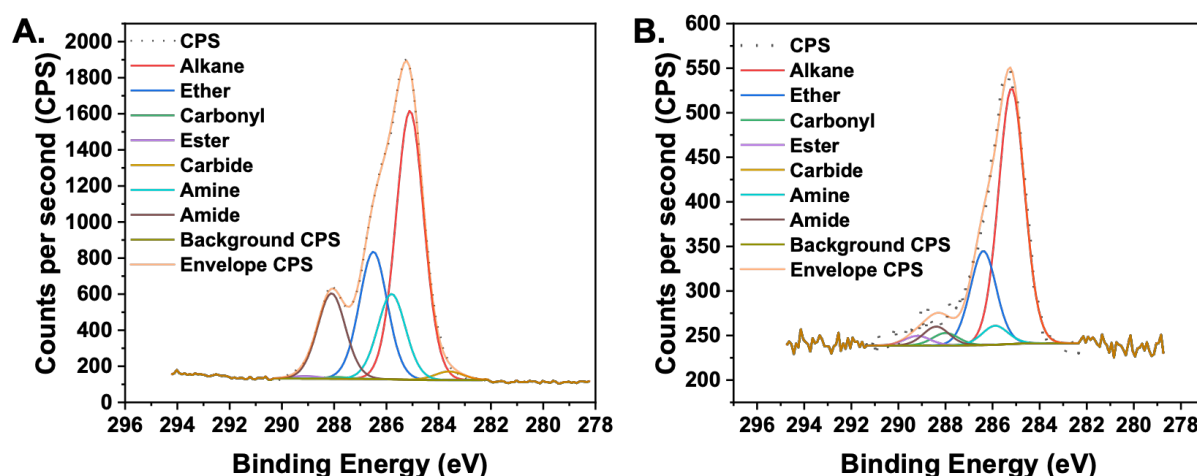 A.
Counts per second (CPS)
2000
1800
1600
1400
1200
1000
800
600
400
200
0
CPS
Alkane
Ether
Carbonyl
Ester
Carbide
Amine
Amide
Background CPS
Envelope CPS
296 294 292 290 288 286 284 282 280 278
Binding Energy (eV)
B.
Counts per second (CPS)
600
550
500
450
400
350
300
250
225
CPS
Alkane
Ether
Carbonyl
Ester
Carbide
Amine
Amide
Background CPS
Envelope CPS
296 294 292 290 288 286 284 282 280 278
Binding Energy (eV)